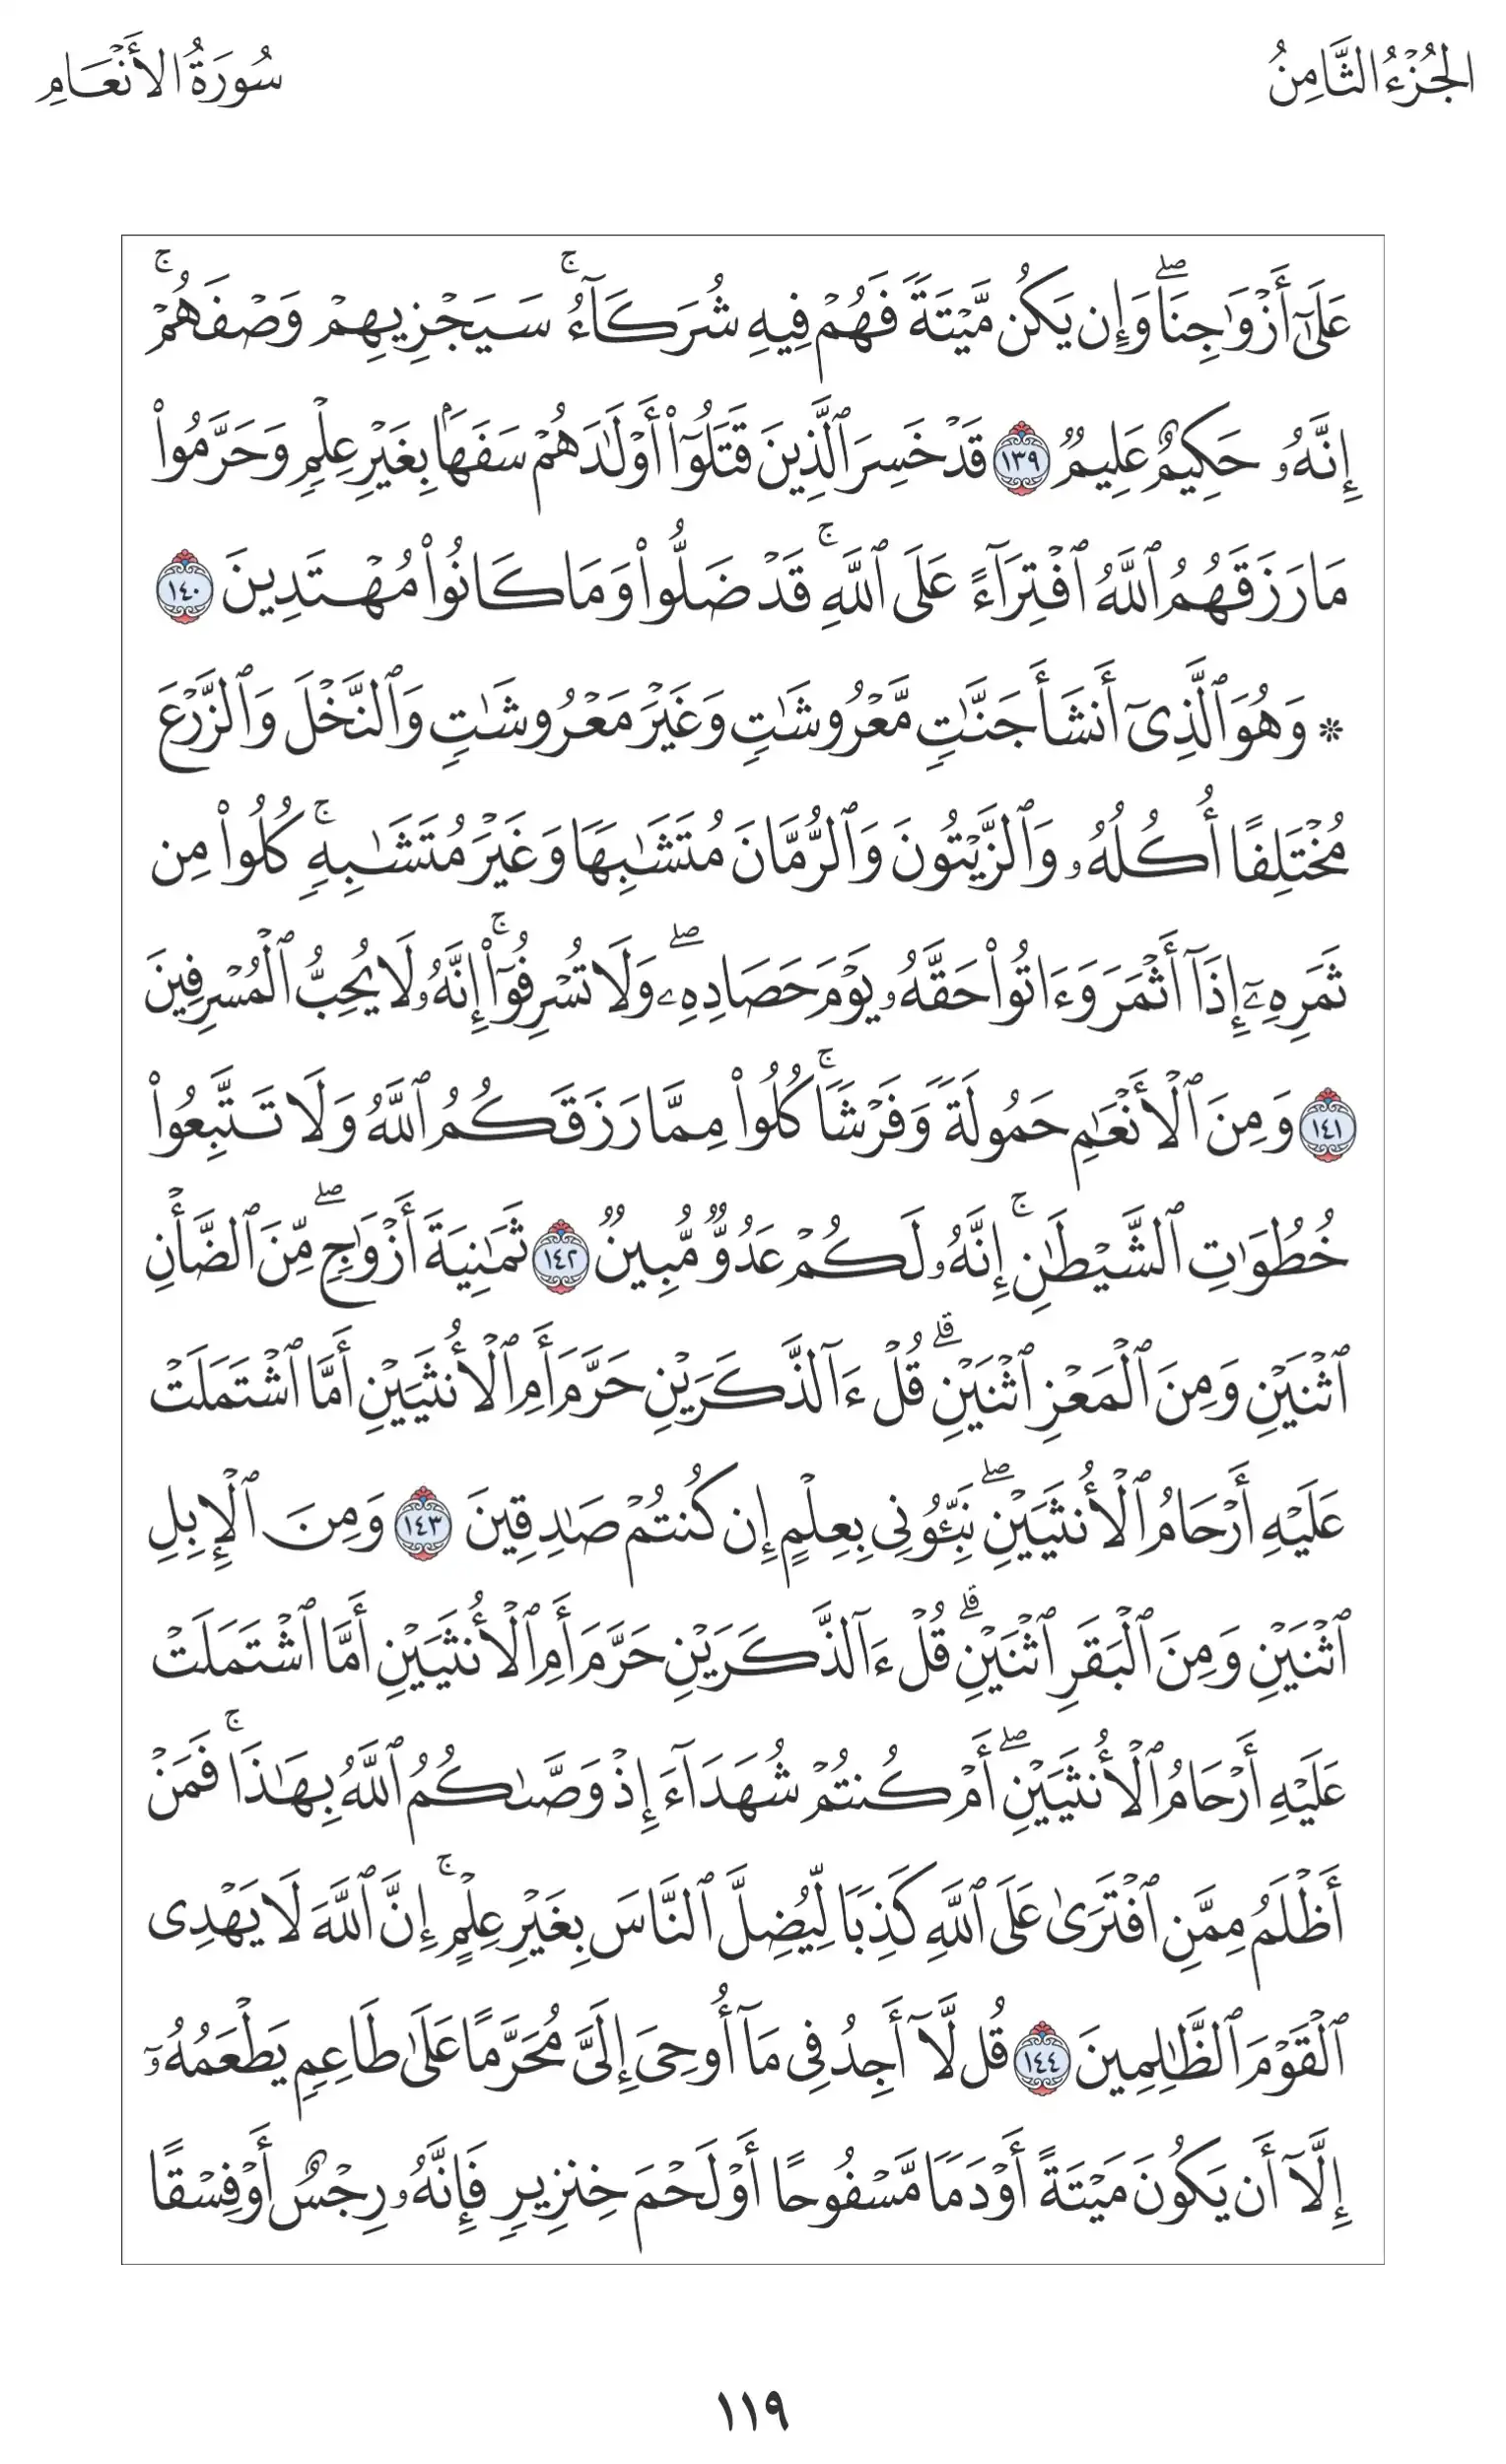 الجُزْءُ الثَّامِنُ
سُورَةُ الأَنْعَامِ
عَلَىٰٓ أَزْوَٰجِنَاۖ وَإِن يَكُن مَّيْتَةً فَهُمْ فِيهِ شُرَكَآءُۚ سَيَجْزِيهِمْ وَصْفَهُمْۚ
إِنَّهُۥ حَكِيمٌ عَلِيمٌ ١٣٩ قَدْ خَسِرَ ٱلَّذِينَ قَتَلُوٓا۟ أَوْلَٰدَهُمْ سَفَهًۢا بِغَيْرِ عِلْمٍ وَحَرَّمُوا۟
مَا رَزَقَهُمُ ٱللَّهُ ٱفْتِرَآءً عَلَى ٱللَّهِۚ قَدْ ضَلُّوا۟ وَمَا كَانُوا۟ مُهْتَدِينَ ١٤٠
* وَهُوَ ٱلَّذِىٓ أَنشَأَ جَنَّٰتٍ مَّعْرُوشَٰتٍ وَغَيْرَ مَعْرُوشَٰتٍ وَٱلنَّخْلَ وَٱلزَّرْعَ
مُخْتَلِفًا أُكُلُهُۥ وَٱلزَّيْتُونَ وَٱلرُّمَّانَ مُتَشَٰبِهًا وَغَيْرَ مُتَشَٰبِهٍۚ كُلُوا۟ مِن
ثَمَرِهِۦٓ إِذَآ أَثْمَرَ وَءَاتُوا۟ حَقَّهُۥ يَوْمَ حَصَادِهِۦۖ وَلَا تُسْرِفُوٓا۟ۚ إِنَّهُۥ لَا يُحِبُّ ٱلْمُسْرِفِينَ
١٤١ وَمِنَ ٱلْأَنْعَٰمِ حَمُولَةً وَفَرْشًاۚ كُلُوا۟ مِمَّا رَزَقَكُمُ ٱللَّهُ وَلَا تَتَّبِعُوا۟
خُطُوَٰتِ ٱلشَّيْطَٰنِۚ إِنَّهُۥ لَكُمْ عَدُوٌّ مُّبِينٌ ١٤٢ ثَمَٰنِيَةَ أَزْوَٰجٍۖ مِّنَ ٱلضَّأْنِ
ٱثْنَيْنِ وَمِنَ ٱلْمَعْزِ ٱثْنَيْنِۗ قُلْ ءَآلذَّكَرَيْنِ حَرَّمَ أَمِ ٱلْأُنثَيَيْنِ أَمَّا ٱشْتَمَلَتْ
عَلَيْهِ أَرْحَامُ ٱلْأُنثَيَيْنِۖ نَبِّـُٔونِى بِعِلْمٍ إِن كُنتُمْ صَٰدِقِينَ ١٤٣ وَمِنَ ٱلْإِبِلِ
ٱثْنَيْنِ وَمِنَ ٱلْبَقَرِ ٱثْنَيْنِۗ قُلْ ءَآلذَّكَرَيْنِ حَرَّمَ أَمِ ٱلْأُنثَيَيْنِ أَمَّا ٱشْتَمَلَتْ
عَلَيْهِ أَرْحَامُ ٱلْأُنثَيَيْنِۖ أَمْ كُنتُمْ شُهَدَآءَ إِذْ وَصَّىٰكُمُ ٱللَّهُ بِهَٰذَاۚ فَمَنْ
أَظْلَمُ مِمَّنِ ٱفْتَرَىٰ عَلَى ٱللَّهِ كَذِبًا لِّيُضِلَّ ٱلنَّاسَ بِغَيْرِ عِلْمٍۚ إِنَّ ٱللَّهَ لَا يَهْدِى
ٱلْقَوْمَ ٱلظَّٰلِمِينَ ١٤٤ قُل لَّآ أَجِدُ فِى مَآ أُوحِىَ إِلَىَّ مُحَرَّمًا عَلَىٰ طَاعِمٍ يَطْعَمُهُۥٓ
إِلَّآ أَن يَكُونَ مَيْتَةً أَوْ دَمًا مَّسْفُوحًا أَوْ لَحْمَ خِنزِيرٍ فَإِنَّهُۥ رِجْسٌ أَوْ فِسْقًا
١١٩